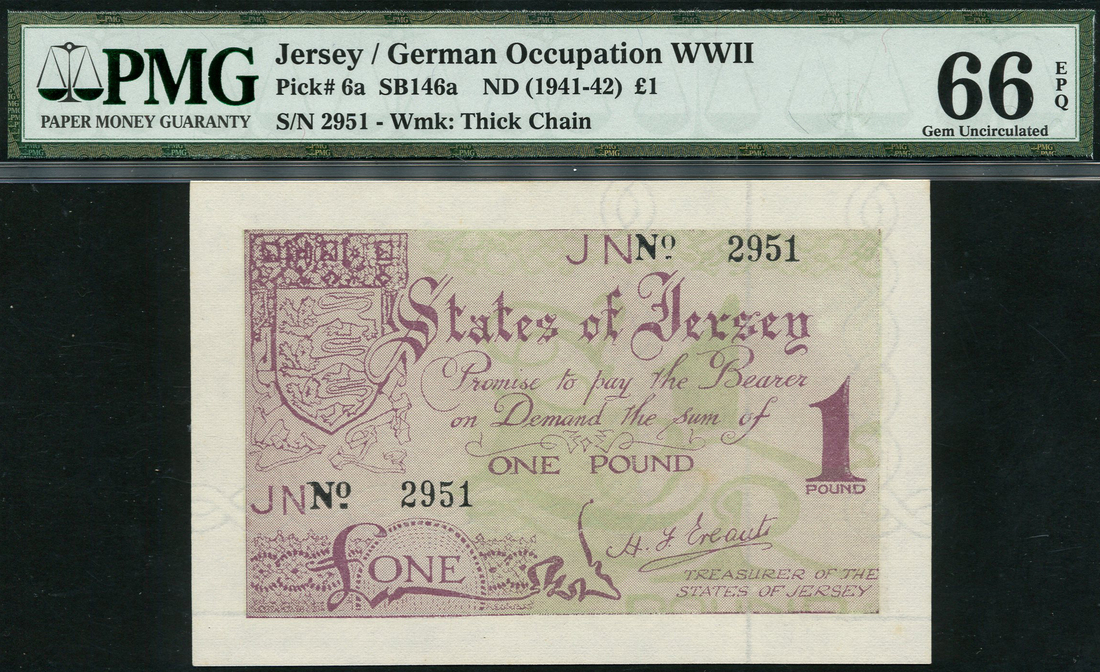 PMG
PAPER MONEY GUARANTY
Jersey / German Occupation WWII
Pick# 6a SB146a ND (1941-42) £1
S/N 2951 - Wmk: Thick Chain
66
EPQ
Gem Uncirculated
JN Nº 2951
States of Jersey
Promise to pay the Bearer
on Demand the sum of
ONE POUND
1
POUND
JN Nº 2951
£ONE
H. F. Ereaut
TREASURER OF THE
STATES OF JERSEY